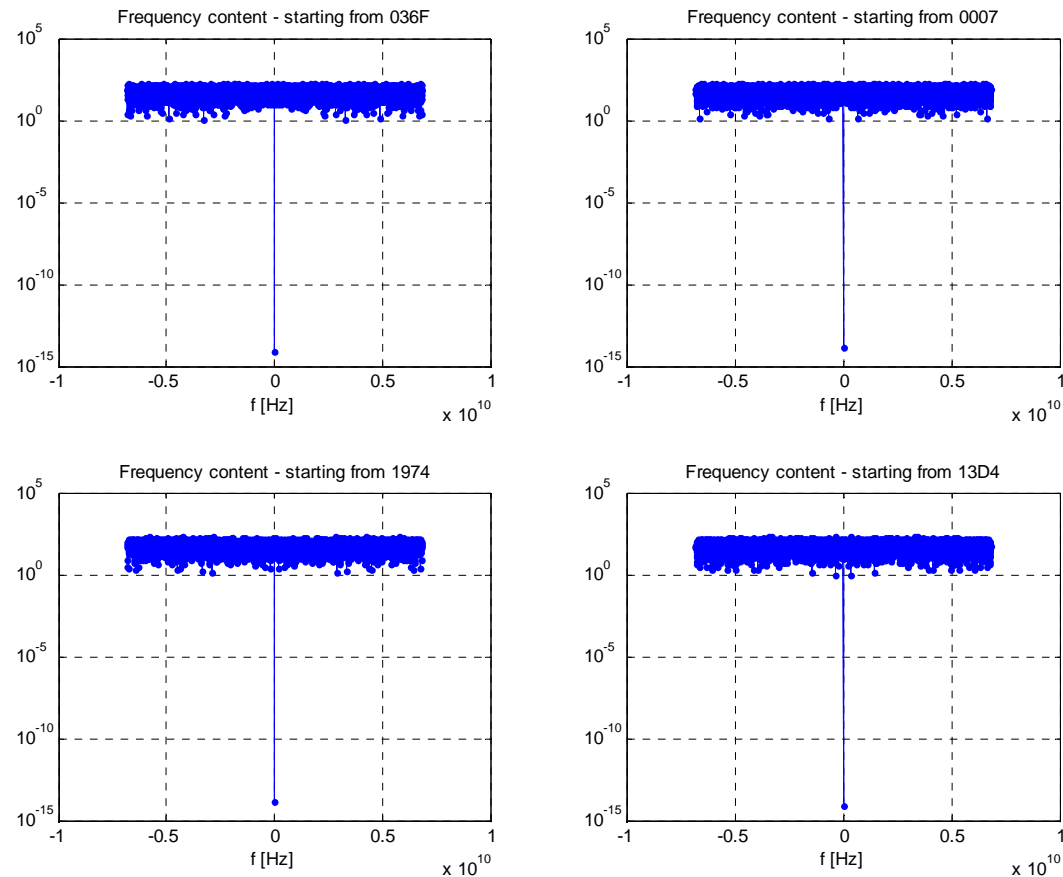 Frequency content - starting from 036F
10^5
10^0
10^-5
10^-10
10^-15
-1 -0.5 0 0.5 1
x 10^10
f [Hz]
Frequency content - starting from 0007
10^5
10^0
10^-5
10^-10
10^-15
-1 -0.5 0 0.5 1
x 10^10
f [Hz]
Frequency content - starting from 1974
10^5
10^0
10^-5
10^-10
10^-15
-1 -0.5 0 0.5 1
x 10^10
f [Hz]
Frequency content - starting from 13D4
10^5
10^0
10^-5
10^-10
10^-15
-1 -0.5 0 0.5 1
x 10^10
f [Hz]